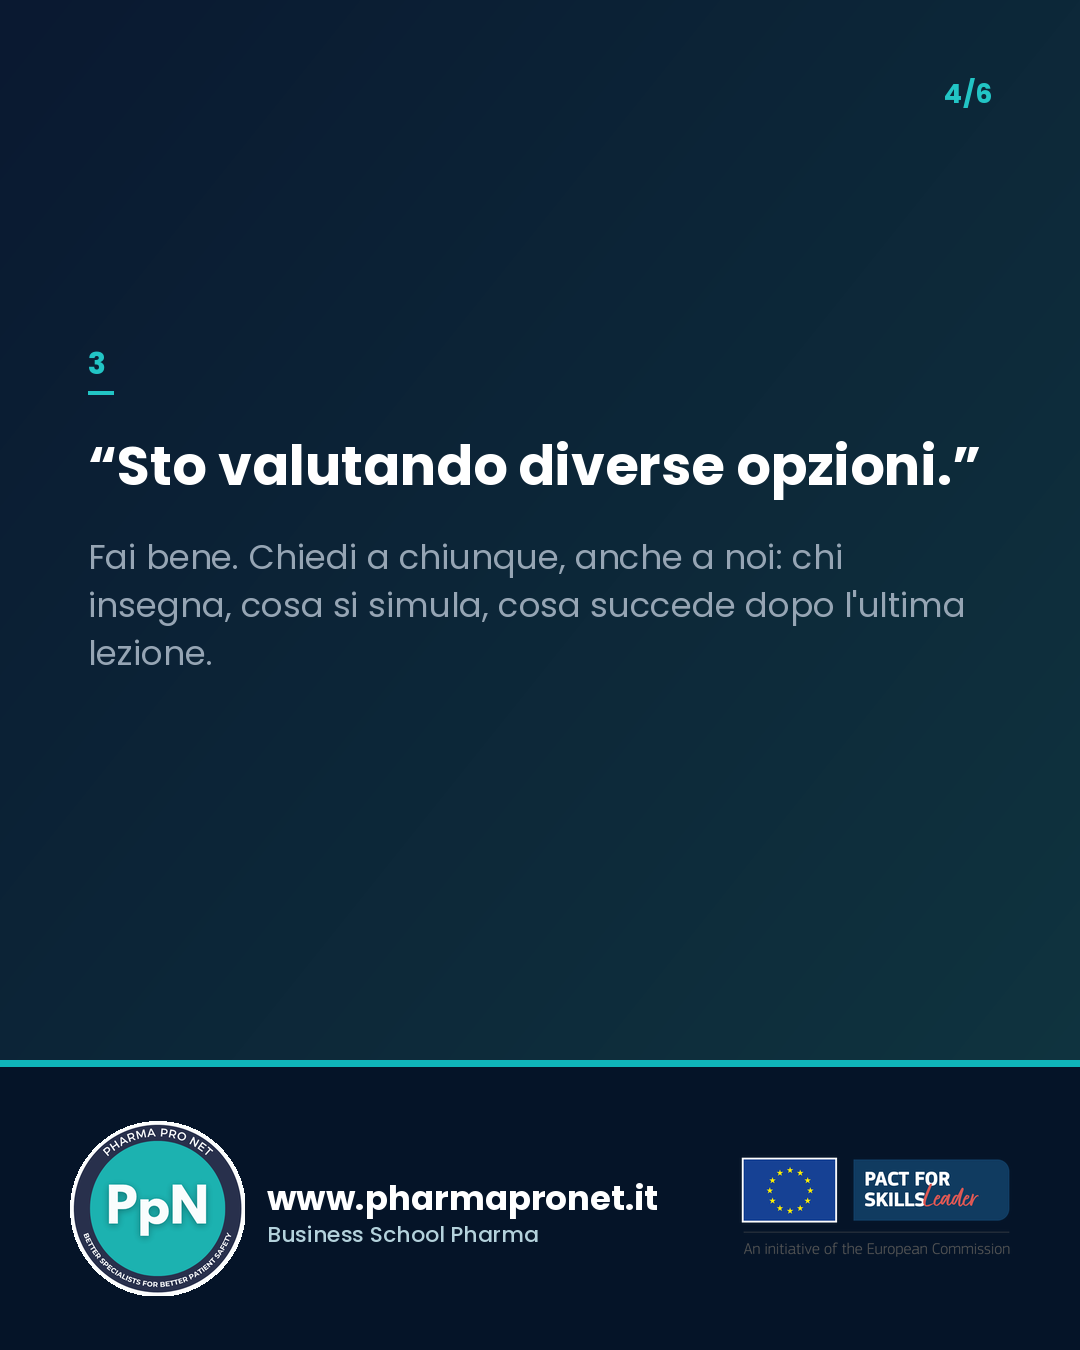 4/6
3
“Sto valutando diverse opzioni.”
Fai bene. Chiedi a chiunque, anche a noi: chi
insegna, cosa si simula, cosa succede dopo l'ultima
lezione.
PHARMA PRO NET
PpN
BETTER SPECIALISTS FOR BETTER PATIENT SAFETY
www.pharmapronet.it
Business School Pharma
PACT FOR
SKILLS Leader
An initiative of the European Commission